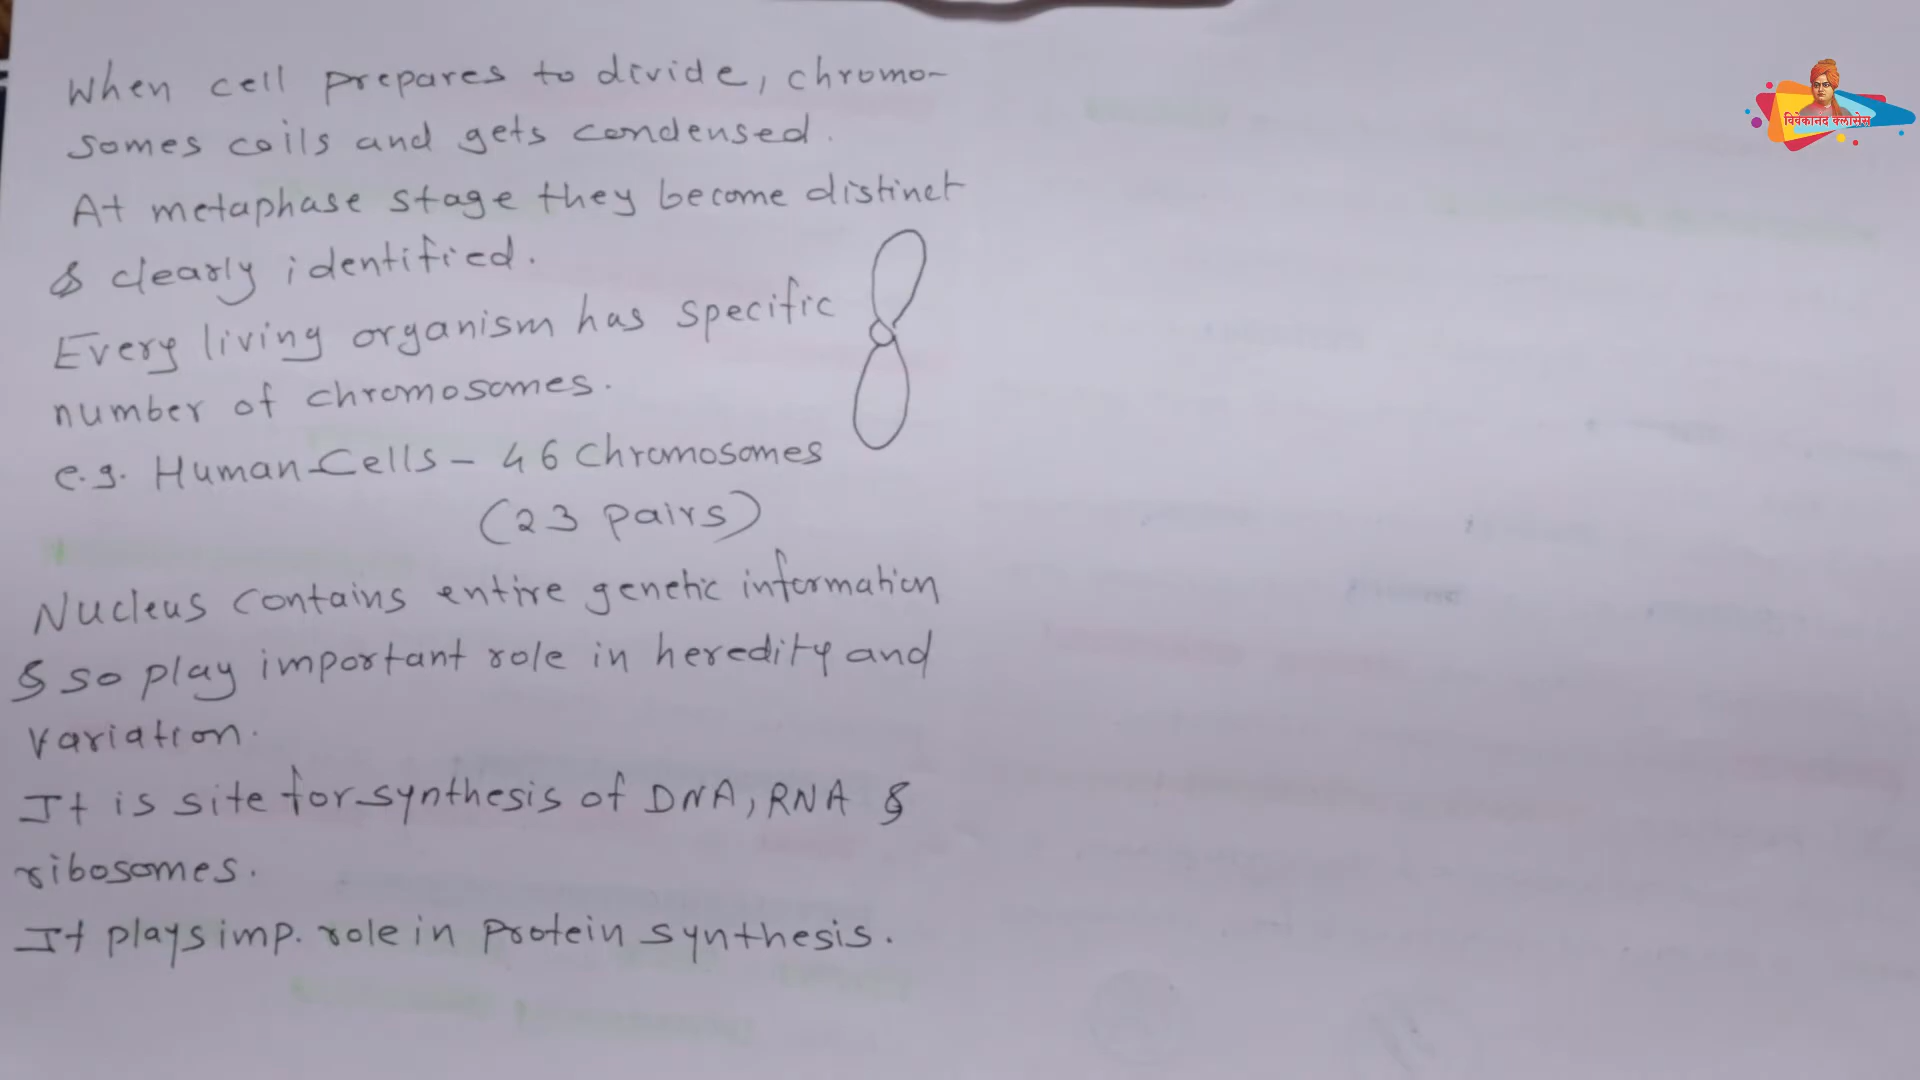 When cell prepares to divide, chromo-
somes coils and gets condensed.
At metaphase stage they become distinct
& clearly identified.
Every living organism has specific
number of chromosomes.
e.g. Human Cells - 46 Chromosomes
(23 pairs)
Nucleus contains entire genetic information
& so play important role in heredity and
variation.
It is site for synthesis of DNA, RNA &
ribosomes.
It plays imp. role in protein synthesis.
विवेकानंद क्लासेस